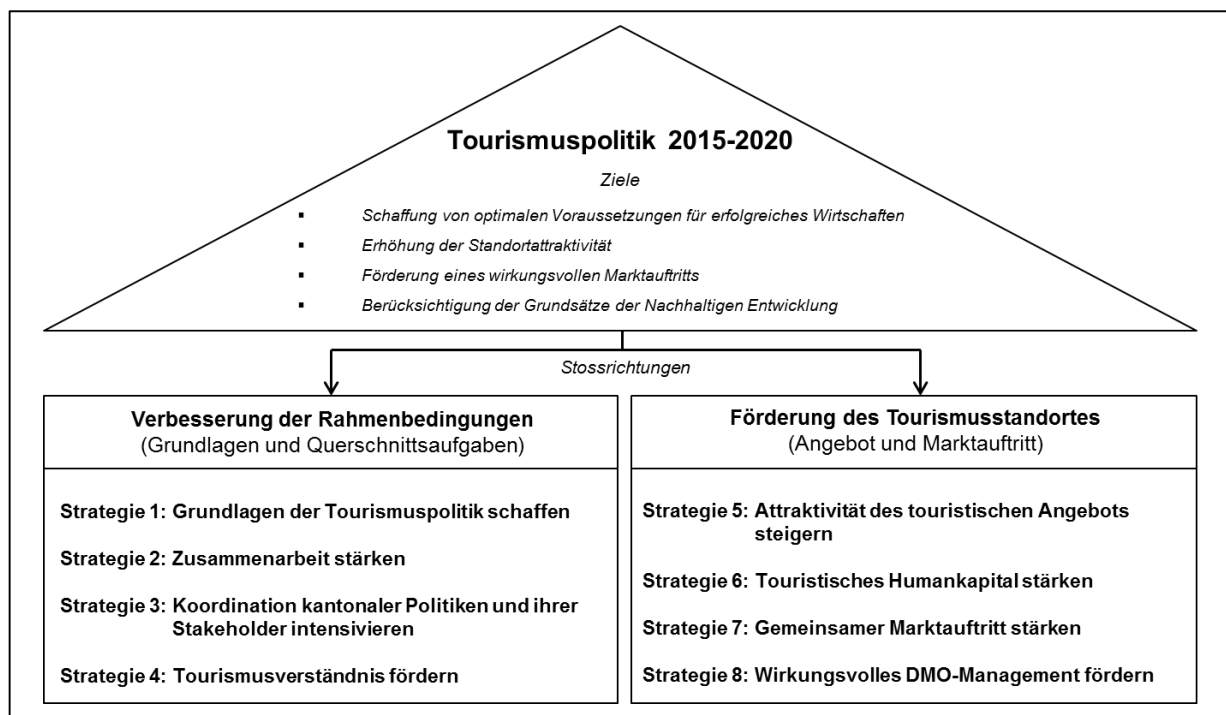 Tourismuspolitik 2015-2020
Ziele
▪ Schaffung von optimalen Voraussetzungen für erfolgreiches Wirtschaften
▪ Erhöhung der Standortattraktivität
▪ Förderung eines wirkungsvollen Marktauftritts
▪ Berücksichtigung der Grundsätze der Nachhaltigen Entwicklung
Stossrichtungen
Verbesserung der Rahmenbedingungen
(Grundlagen und Querschnittsaufgaben)
Strategie 1: Grundlagen der Tourismuspolitik schaffen
Strategie 2: Zusammenarbeit stärken
Strategie 3: Koordination kantonaler Politiken und ihrer
Stakeholder intensivieren
Strategie 4: Tourismusverständnis fördern
Förderung des Tourismusstandortes
(Angebot und Marktauftritt)
Strategie 5: Attraktivität des touristischen Angebots
steigern
Strategie 6: Touristisches Humankapital stärken
Strategie 7: Gemeinsamer Marktauftritt stärken
Strategie 8: Wirkungsvolles DMO-Management fördern